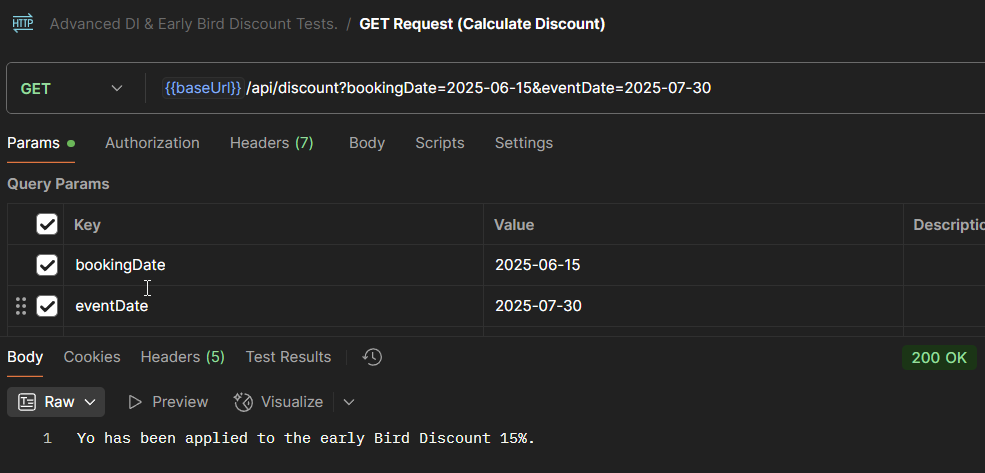 HTTP Advanced DI & Early Bird Discount Tests. / GET Request (Calculate Discount)
GET {{baseUrl}}/api/discount?bookingDate=2025-06-15&eventDate=2025-07-30
Params Authorization Headers (7) Body Scripts Settings
Query Params
Key Value Descriptio
bookingDate 2025-06-15
eventDate 2025-07-30
Body Cookies Headers (5) Test Results 200 OK
Raw Preview Visualize
1 Yo has been applied to the early Bird Discount 15%.